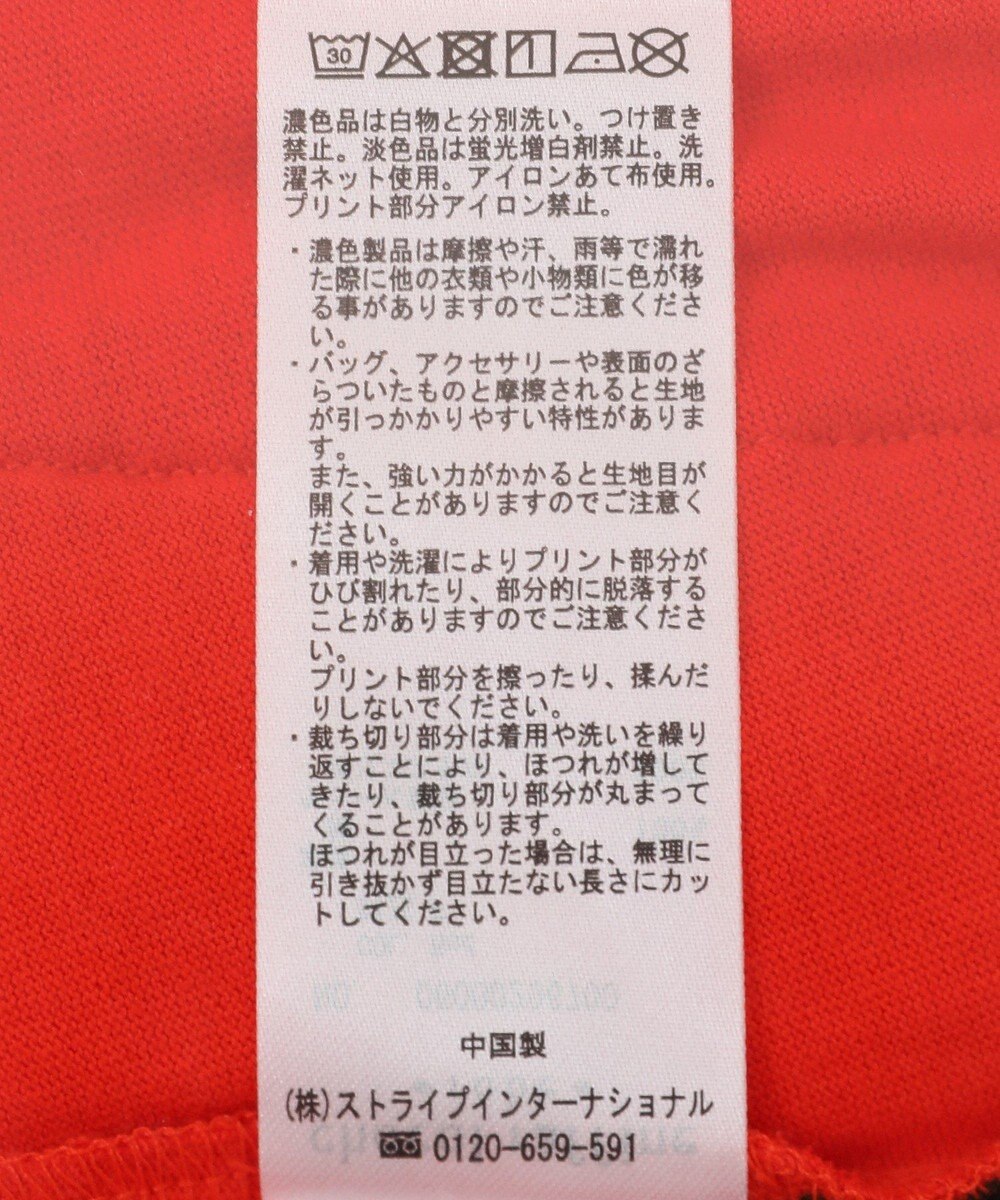 30
濃色品は白物と分別洗い。つけ置き
禁止。淡色品は蛍光増白剤禁止。洗
濯ネット使用。アイロンあて布使用。
プリント部分アイロン禁止。
・濃色製品は摩擦や汗、雨等で濡れ
た際に他の衣類や小物類に色が移
る事がありますのでご注意くださ
い。
・バッグ、アクセサリーや表面のざ
らついたものと摩擦されると生地
が引っかかりやすい特性がありま
す。
また、強い力がかかると生地目が
開くことがありますのでご注意く
ださい。
・着用や洗濯によりプリント部分が
ひび割れたり、部分的に脱落する
ことがありますのでご注意くださ
い。
プリント部分を擦ったり、揉んだ
りしないでください。
・裁ち切り部分は着用や洗いを繰り
返すことにより、ほつれが増して
きたり、裁ち切り部分が丸まって
くることがあります。
ほつれが目立った場合は、無理に
引き抜かず目立たない長さにカッ
トしてください。
中国製
(株)ストライプインターナショナル
0120-659-591